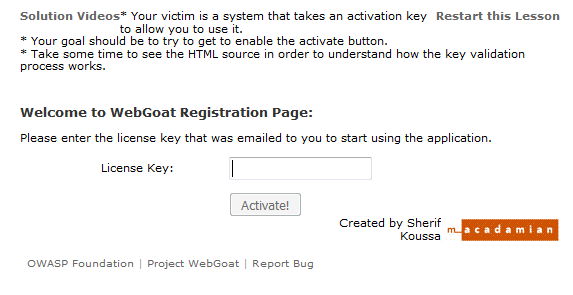 Solution Videos* Your victim is a system that takes an activation key Restart this Lesson
to allow you to use it.
* Your goal should be to try to get to enable the activate button.
* Take some time to see the HTML source in order to understand how the key validation
process works.
Welcome to WebGoat Registration Page:
Please enter the license key that was emailed to you to start using the application.
License Key:
Activate!
Created by Sherif
Koussa
macadamian
OWASP Foundation | Project WebGoat | Report Bug